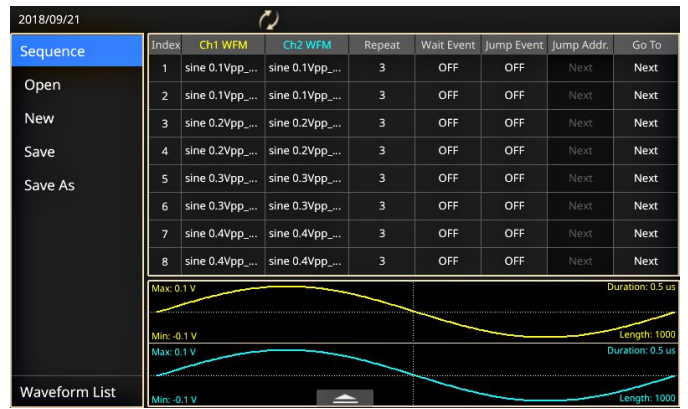 2018/09/21
Sequence
Open
New
Save
Save As
Waveform List
Index Ch1 WFM Ch2 WFM Repeat Wait Event Jump Event Jump Addr. Go To
1 sine 0.1Vpp_... sine 0.1Vpp_... 3 OFF OFF Next Next
2 sine 0.1Vpp_... sine 0.1Vpp_... 3 OFF OFF Next Next
3 sine 0.2Vpp_... sine 0.2Vpp_... 3 OFF OFF Next Next
4 sine 0.2Vpp_... sine 0.2Vpp_... 3 OFF OFF Next Next
5 sine 0.3Vpp_... sine 0.3Vpp_... 3 OFF OFF Next Next
6 sine 0.3Vpp_... sine 0.3Vpp_... 3 OFF OFF Next Next
7 sine 0.4Vpp_... sine 0.4Vpp_... 3 OFF OFF Next Next
8 sine 0.4Vpp_... sine 0.4Vpp_... 3 OFF OFF Next Next
Max: 0.1 V Duration: 0.5 us
Min: -0.1 V Length: 1000
Max: 0.1 V Duration: 0.5 us
Min: -0.1 V Length: 1000